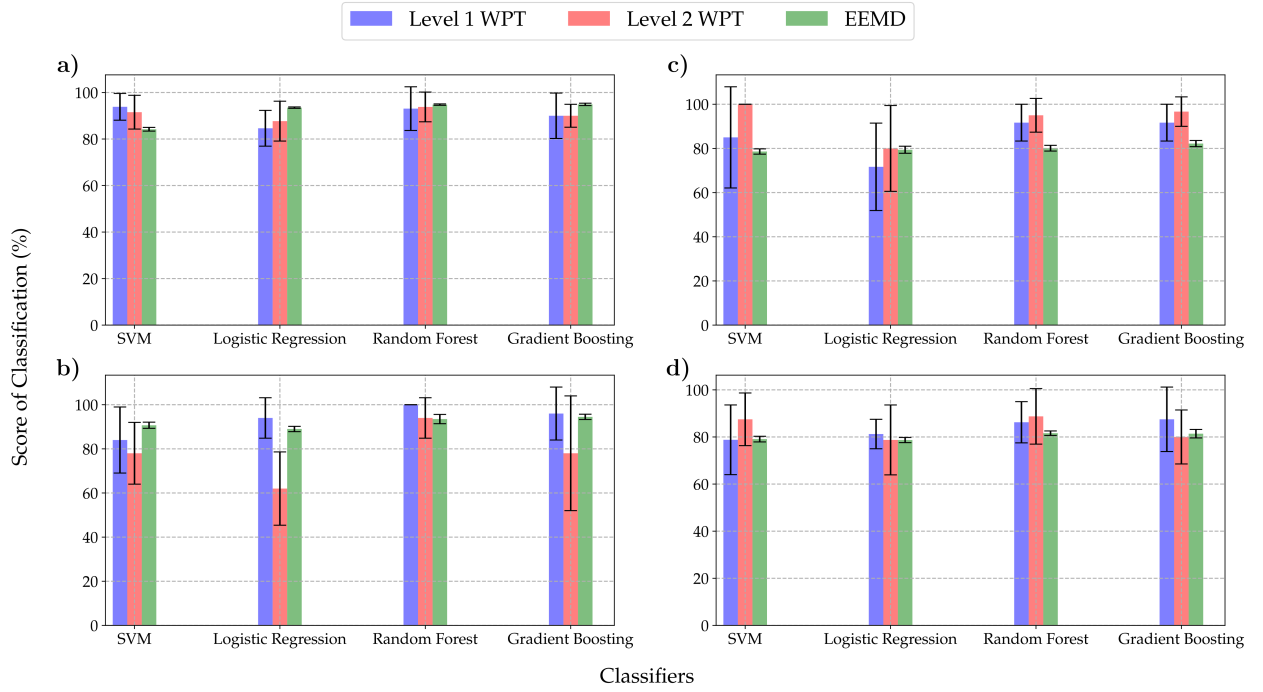 Level 1 WPT Level 2 WPT EEMD
a)
100
80
60
40
20
0
SVM Logistic Regression Random Forest Gradient Boosting
c)
100
80
60
40
20
0
SVM Logistic Regression Random Forest Gradient Boosting
Score of Classification (%)
b)
100
80
60
40
20
0
SVM Logistic Regression Random Forest Gradient Boosting
d)
100
80
60
40
20
0
SVM Logistic Regression Random Forest Gradient Boosting
Classifiers